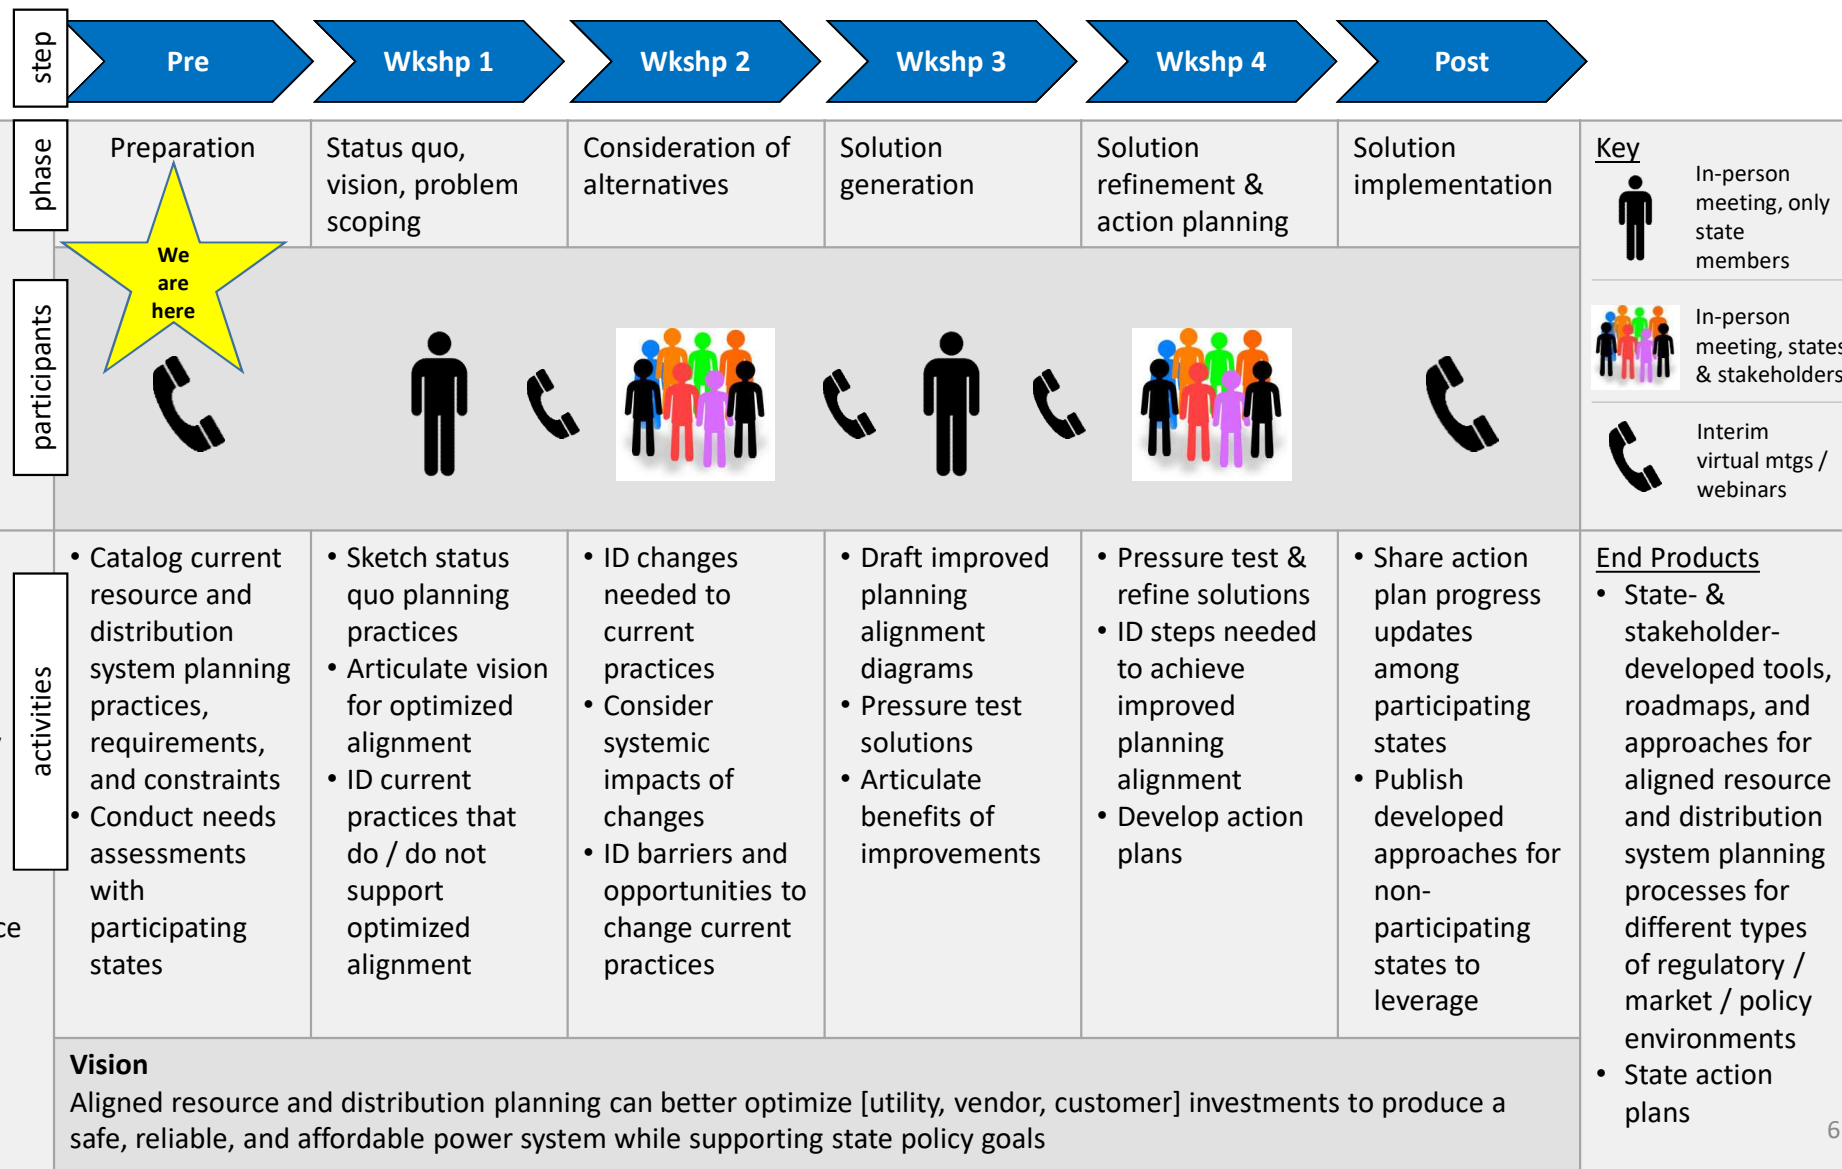 step
Pre
Wkshp 1
Wkshp 2
Wkshp 3
Wkshp 4
Post
phase
Preparation
Status quo,
vision, problem
scoping
Consideration of
alternatives
Solution
generation
Solution
refinement &
action planning
Solution
implementation
Key
In-person
meeting, only
state
members
In-person
meeting, states
& stakeholders
Interim
virtual mtgs /
webinars
We
are
here
participants
activities
• Catalog current
resource and
distribution
system planning
practices,
requirements,
and constraints
• Conduct needs
assessments
with
participating
states
• Sketch status
quo planning
practices
• Articulate vision
for optimized
alignment
• ID current
practices that
do / do not
support
optimized
alignment
• ID changes
needed to
current
practices
• Consider
systemic
impacts of
changes
• ID barriers and
opportunities to
change current
practices
• Draft improved
planning
alignment
diagrams
• Pressure test
solutions
• Articulate
benefits of
improvements
• Pressure test &
refine solutions
• ID steps needed
to achieve
improved
planning
alignment
• Develop action
plans
• Share action
plan progress
updates
among
participating
states
• Publish
developed
approaches for
non-
participating
states to
leverage
End Products
• State- &
stakeholder-
developed tools,
roadmaps, and
approaches for
aligned resource
and distribution
system planning
processes for
different types
of regulatory /
market / policy
environments
• State action
plans
ce
Vision
Aligned resource and distribution planning can better optimize [utility, vendor, customer] investments to produce a
safe, reliable, and affordable power system while supporting state policy goals
6